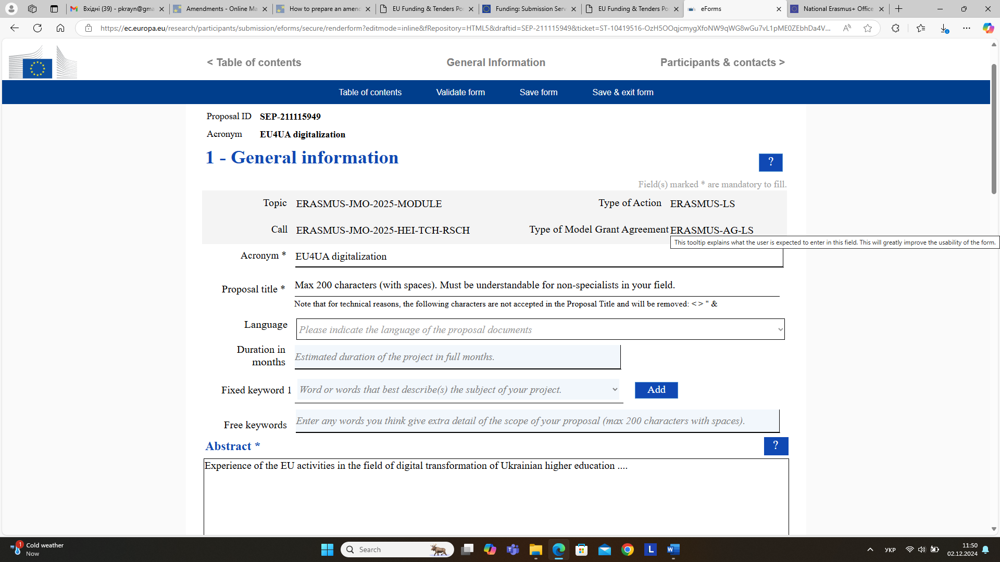 Вхідні (39) - pkrayn@gma
Amendments - Online Ma
How to prepare an amend
EU Funding & Tenders Po
Funding: Submission Serv
EU Funding & Tenders Po
eForms
National Erasmus+ Office
https://ec.europa.eu/research/participants/submission/eforms/secure/renderform?editmode=inline&fRepository=HTML5&draftid=SEP-211115949&ticket=ST-10419516-OzH5OOqjcmygXfoNW9qWG8wGu7vL1pME0ZEbhDa4V...
< Table of contents General Information Participants & contacts >
Table of contents Validate form Save form Save & exit form
Proposal ID SEP-211115949
Acronym EU4UA digitalization
1 - General information ?
Field(s) marked * are mandatory to fill.
Topic ERASMUS-JMO-2025-MODULE Type of Action ERASMUS-LS
Call ERASMUS-JMO-2025-HEI-TCH-RSCH Type of Model Grant Agreement ERASMUS-AG-LS
This tooltip explains what the user is expected to enter in this field. This will greatly improve the usability of the form.
Acronym * EU4UA digitalization
Proposal title * Max 200 characters (with spaces). Must be understandable for non-specialists in your field.
Note that for technical reasons, the following characters are not accepted in the Proposal Title and will be removed: < > " &
Language Please indicate the language of the proposal documents
Duration in
months Estimated duration of the project in full months.
Fixed keyword 1 Word or words that best describe(s) the subject of your project. Add
Free keywords Enter any words you think give extra detail of the scope of your proposal (max 200 characters with spaces).
Abstract * ?
Experience of the EU activities in the field of digital transformation of Ukrainian higher education ....
1 Cold weather
Now
Search
УКР
11:50
02.12.2024